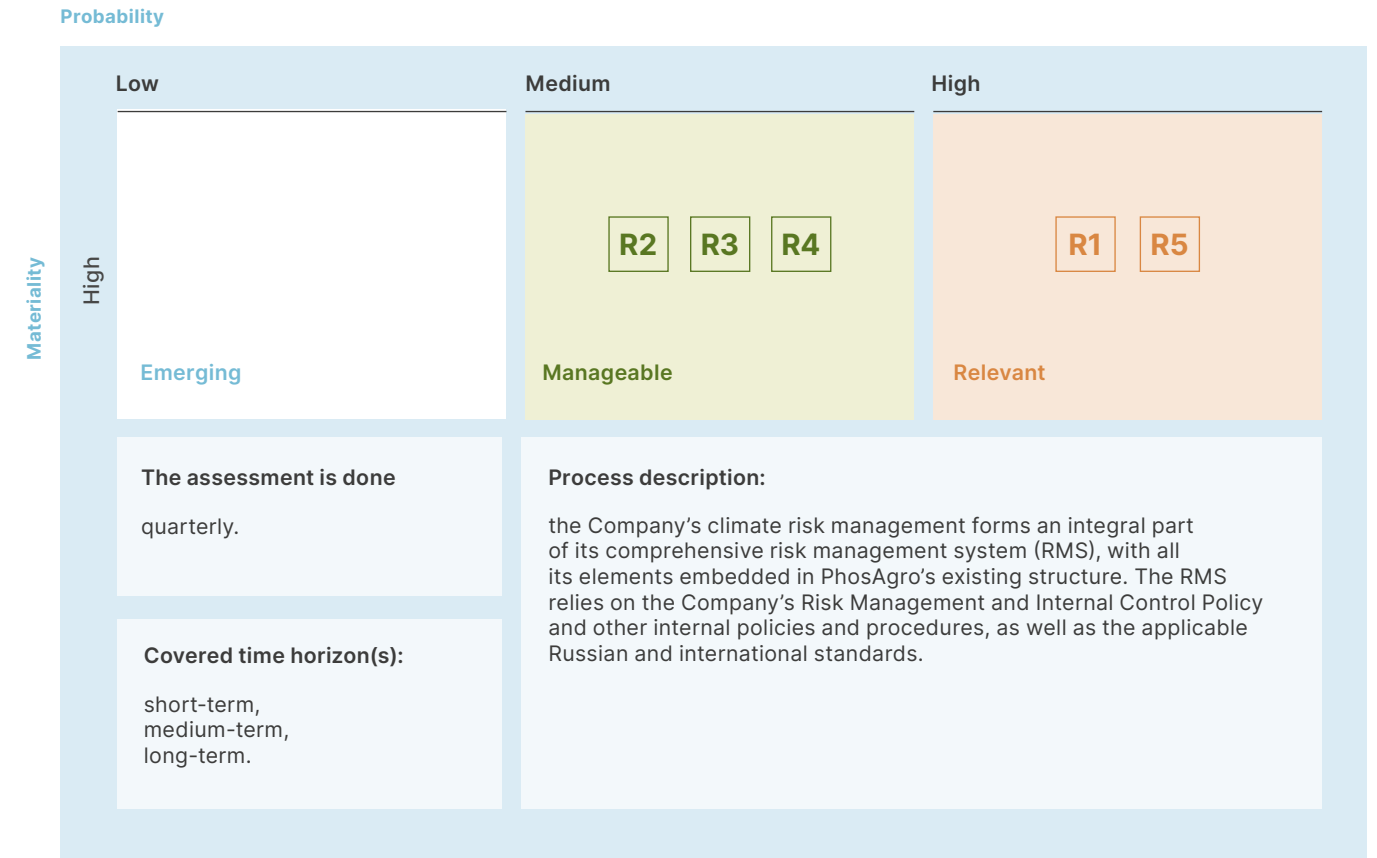 Probability
Low
Medium
High
Materiality
High
R2
R3
R4
R1
R5
Emerging
Manageable
Relevant
The assessment is done
quarterly.
Covered time horizon(s):
short-term,
medium-term,
long-term.
Process description:
the Company’s climate risk management forms an integral part
of its comprehensive risk management system (RMS), with all
its elements embedded in PhosAgro’s existing structure. The RMS
relies on the Company’s Risk Management and Internal Control Policy
and other internal policies and procedures, as well as the applicable
Russian and international standards.